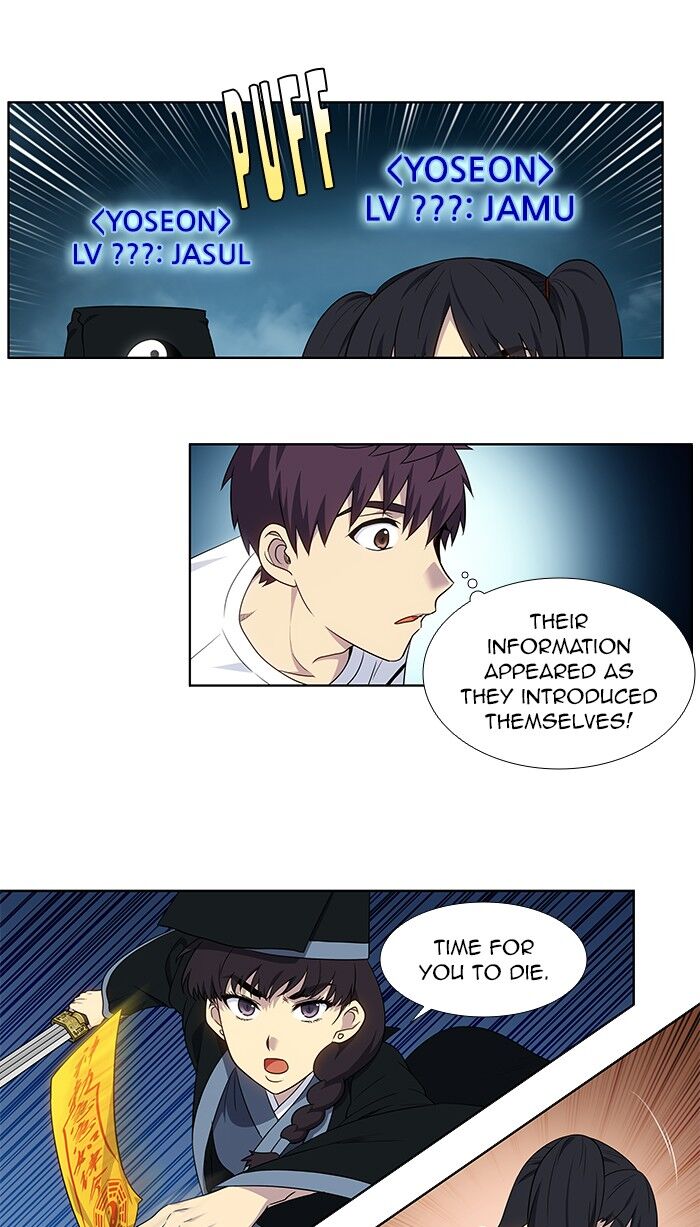 PUFF
<YOSEON>
LV ???: JASUL
<YOSEON>
LV ???: JAMU
THEIR
INFORMATION
APPEARED AS
THEY INTRODUCED
THEMSELVES!
TIME FOR
YOU TO DIE.